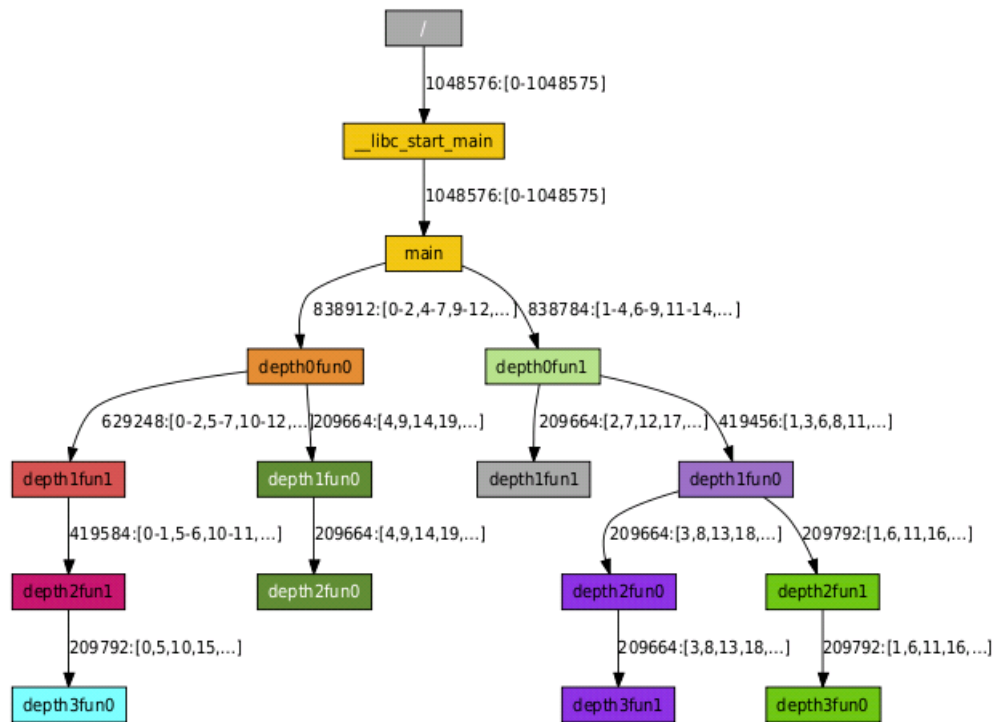 /
1048576:[0-1048575]
__libc_start_main
1048576:[0-1048575]
main
838912:[0-2,4-7,9-12,...]
838784:[1-4,6-9,11-14,...]
depth0fun0
depth0fun1
629248:[0-2,5-7,10-12,...]
209664:[4,9,14,19,...]
209664:[2,7,12,17,...]
419456:[1,3,6,8,11,...]
depth1fun1
depth1fun0
depth1fun1
depth1fun0
419584:[0-1,5-6,10-11,...]
209664:[4,9,14,19,...]
209664:[3,8,13,18,...]
209792:[1,6,11,16,...]
depth2fun1
depth2fun0
depth2fun0
depth2fun1
209792:[0,5,10,15,...]
209664:[3,8,13,18,...]
209792:[1,6,11,16,...]
depth3fun0
depth3fun1
depth3fun0